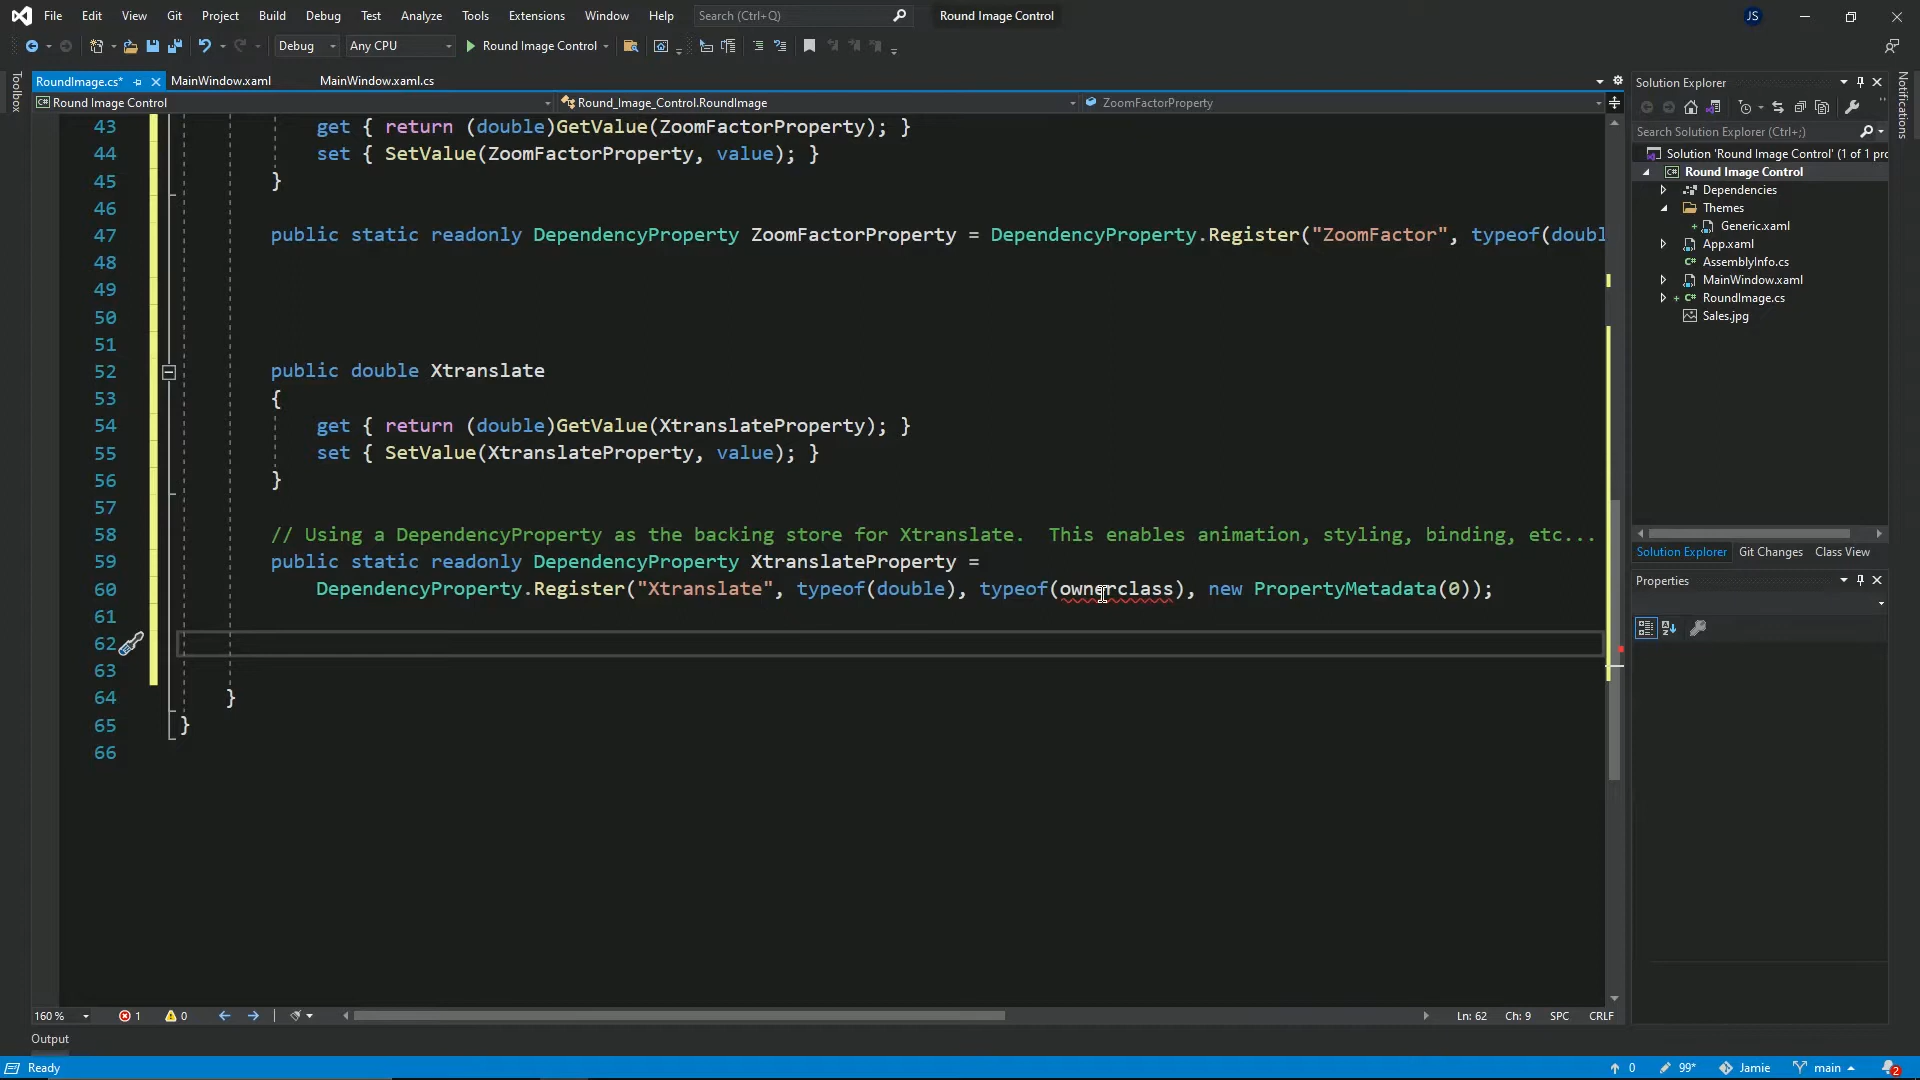 File Edit View Git Project Build Debug Test Analyze Tools Extensions Window Help Search (Ctrl+Q) Round Image Control JS
Debug Any CPU Round Image Control
RoundImage.cs* MainWindow.xaml MainWindow.xaml.cs
Round Image Control Round_Image_Control.RoundImage ZoomFactorProperty
43 get { return (double)GetValue(ZoomFactorProperty); }
44 set { SetValue(ZoomFactorProperty, value); }
45 }
46
47 public static readonly DependencyProperty ZoomFactorProperty = DependencyProperty.Register("ZoomFactor", typeof(doubl
48
49
50
51
52 public double Xtranslate
53 {
54 get { return (double)GetValue(XtranslateProperty); }
55 set { SetValue(XtranslateProperty, value); }
56 }
57
58 // Using a DependencyProperty as the backing store for Xtranslate.  This enables animation, styling, binding, etc...
59 public static readonly DependencyProperty XtranslateProperty =
60 DependencyProperty.Register("Xtranslate", typeof(double), typeof(ownerclass), new PropertyMetadata(0));
61
62
63
64 }
65 }
66
160 % 1 0 Ln: 62 Ch: 9 SPC CRLF
Output
Ready 0 99* Jamie main 2
Toolbox
Solution Explorer
Search Solution Explorer (Ctrl+;)
Solution 'Round Image Control' (1 of 1 pro
C# Round Image Control
Dependencies
Themes
Generic.xaml
App.xaml
C# AssemblyInfo.cs
MainWindow.xaml
C# RoundImage.cs
Sales.jpg
Solution Explorer Git Changes Class View
Properties
Notifications